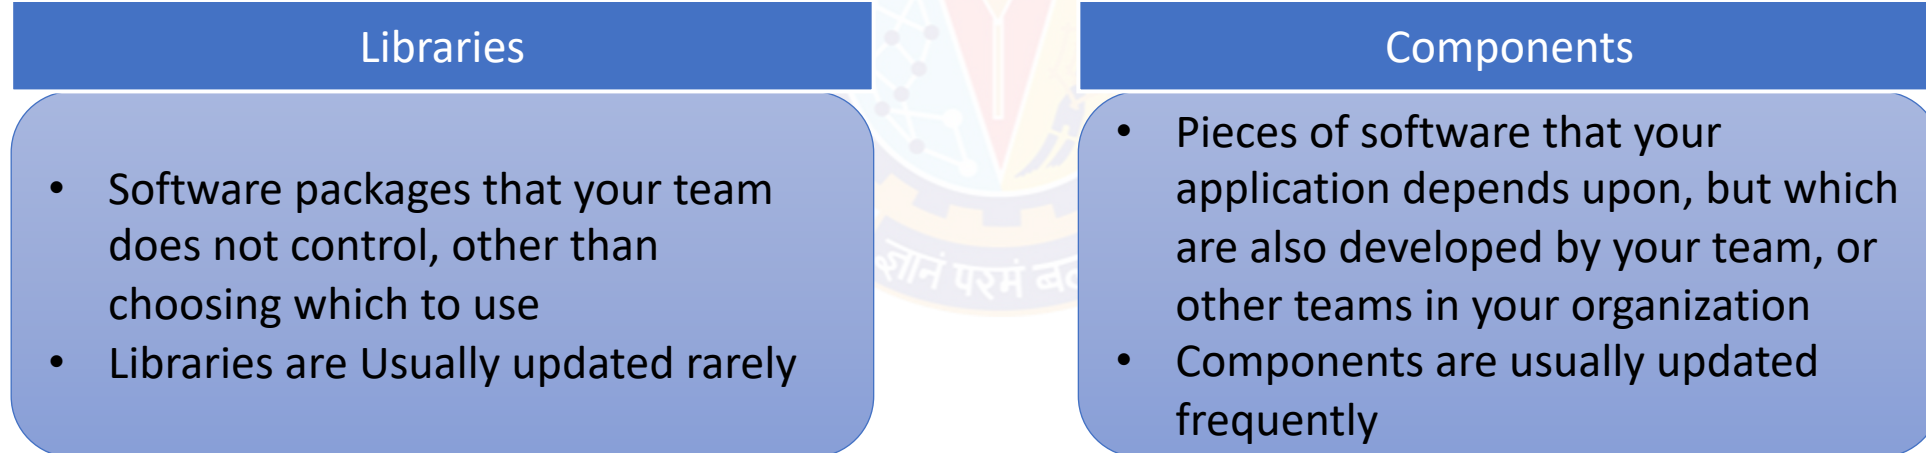 Libraries
• Software packages that your team
does not control, other than
choosing which to use
• Libraries are Usually updated rarely
Components
• Pieces of software that your
application depends upon, but which
are also developed by your team, or
other teams in your organization
• Components are usually updated
frequently
ज्ञानं परमं